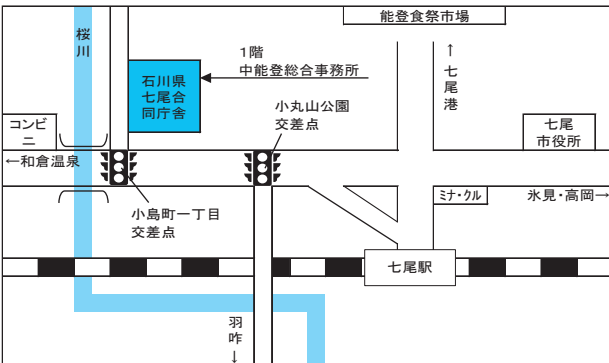 能登食祭市場
桜川
1階
中能登総合事務所
石川県
七尾合
同庁舎
↑七尾港
小丸山公園
交差点
コンビ
ニ
七尾
市役所
←和倉温泉
小島町一丁目
交差点
ミナ・クル
氷見・高岡→
七尾駅
羽咋↓